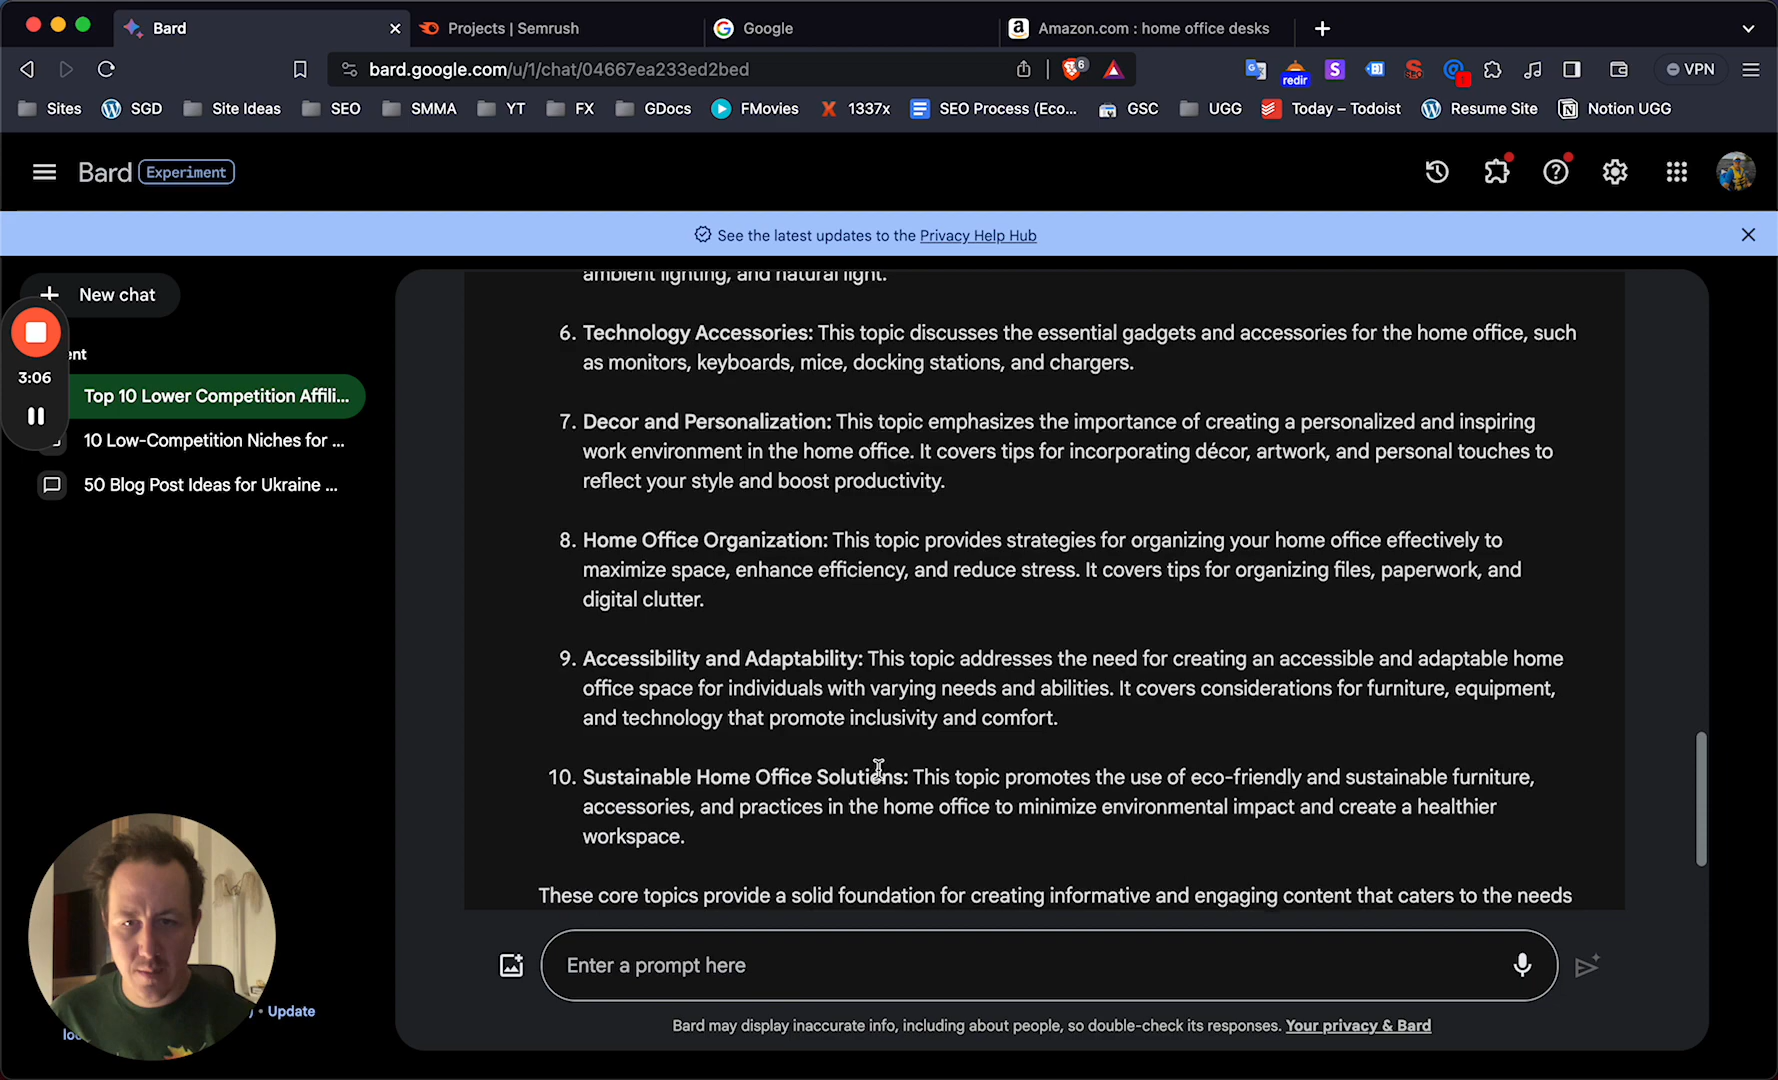 Bard
Projects | Semrush
Google
Amazon.com : home office desks
bard.google.com/u/1/chat/04667ea233ed2bed
6
redir
S
VPN
Sites
SGD
Site Ideas
SEO
SMMA
YT
FX
GDocs
FMovies
1337x
SEO Process (Eco...
GSC
UGG
Today – Todoist
Resume Site
Notion UGG
Bard Experiment
See the latest updates to the Privacy Help Hub
New chat
ent
3:06
Top 10 Lower Competition Affili...
10 Low-Competition Niches for ...
50 Blog Post Ideas for Ukraine ...
ambient lighting, and natural light.
6. Technology Accessories: This topic discusses the essential gadgets and accessories for the home office, such
as monitors, keyboards, mice, docking stations, and chargers.
7. Decor and Personalization: This topic emphasizes the importance of creating a personalized and inspiring
work environment in the home office. It covers tips for incorporating décor, artwork, and personal touches to
reflect your style and boost productivity.
8. Home Office Organization: This topic provides strategies for organizing your home office effectively to
maximize space, enhance efficiency, and reduce stress. It covers tips for organizing files, paperwork, and
digital clutter.
9. Accessibility and Adaptability: This topic addresses the need for creating an accessible and adaptable home
office space for individuals with varying needs and abilities. It covers considerations for furniture, equipment,
and technology that promote inclusivity and comfort.
10. Sustainable Home Office Solutions: This topic promotes the use of eco-friendly and sustainable furniture,
accessories, and practices in the home office to minimize environmental impact and create a healthier
workspace.
These core topics provide a solid foundation for creating informative and engaging content that caters to the needs
Enter a prompt here
• Update
loc
Bard may display inaccurate info, including about people, so double-check its responses. Your privacy & Bard